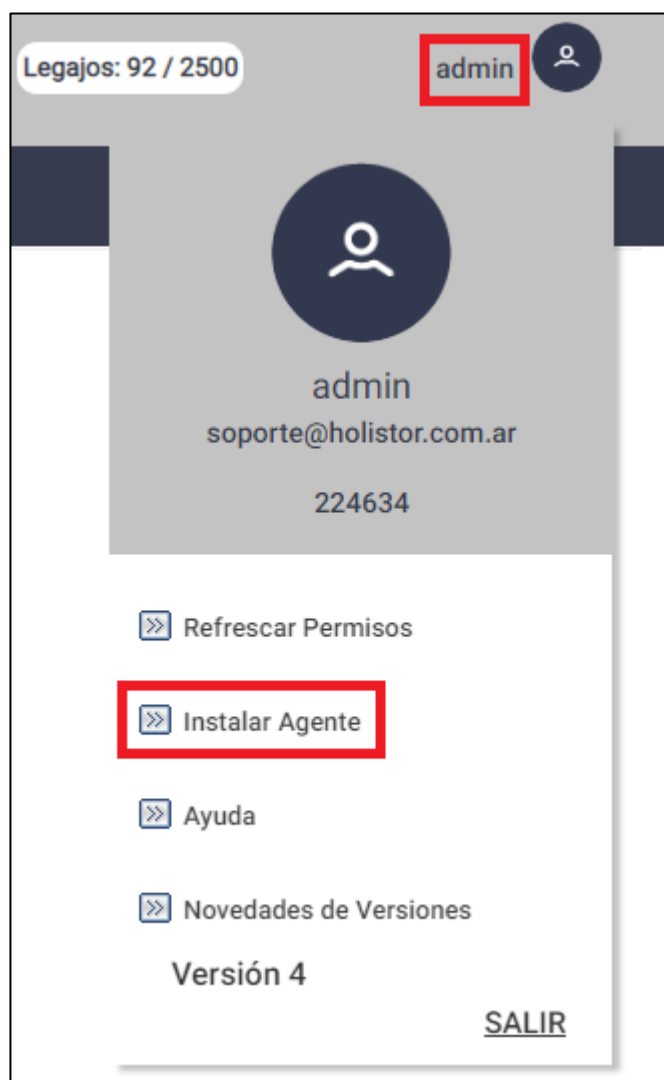 Legajos: 92 / 2500
admin
admin
soporte@holistor.com.ar
224634
Refrescar Permisos
Instalar Agente
Ayuda
Novedades de Versiones
Versión 4
SALIR